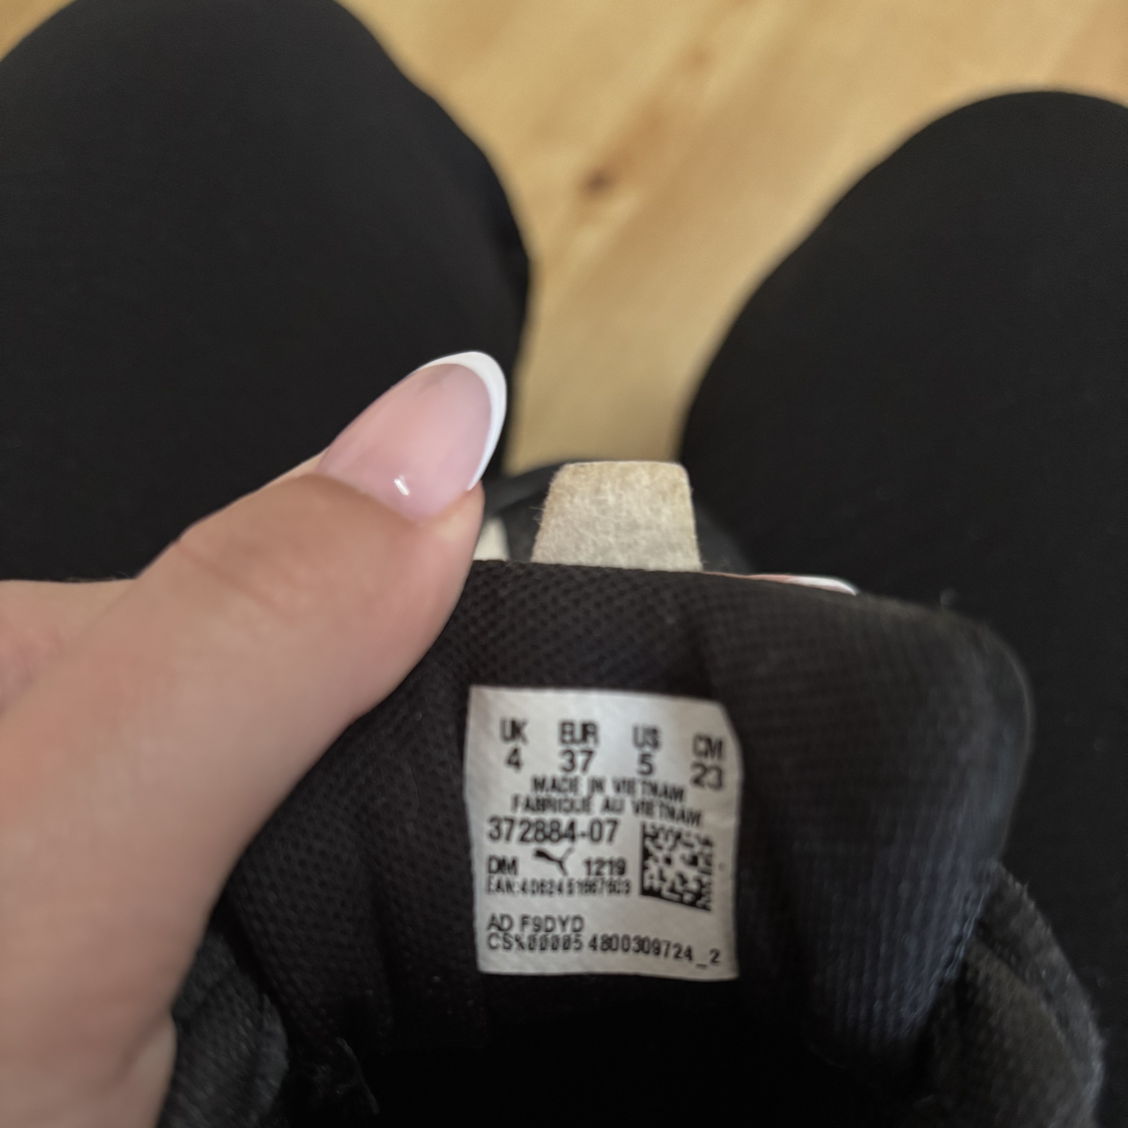 UK EUR US CM
4 37 5 23
MADE IN VIETNAM
FABRIQUE AU VIETNAM
372884-07
DM 1219
AD F9DYD
4800309724_2